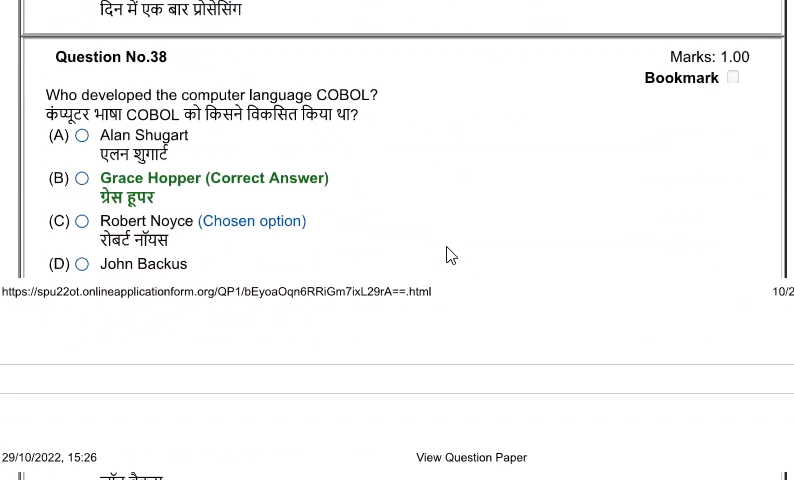 दिन में एक बार प्रोसेसिंग
Question No.38 Marks: 1.00
Bookmark
Who developed the computer language COBOL?
कंप्यूटर भाषा COBOL को किसने विकसित किया था?
(A) Alan Shugart
एलन शुगार्ट
(B) Grace Hopper (Correct Answer)
ग्रेस हूपर
(C) Robert Noyce (Chosen option)
रोबर्ट नॉयस
(D) John Backus
https://spu22ot.onlineapplicationform.org/QP1/bEyoaOqn6RRiGm7ixL29rA==.html 10/2
29/10/2022, 15:26 View Question Paper